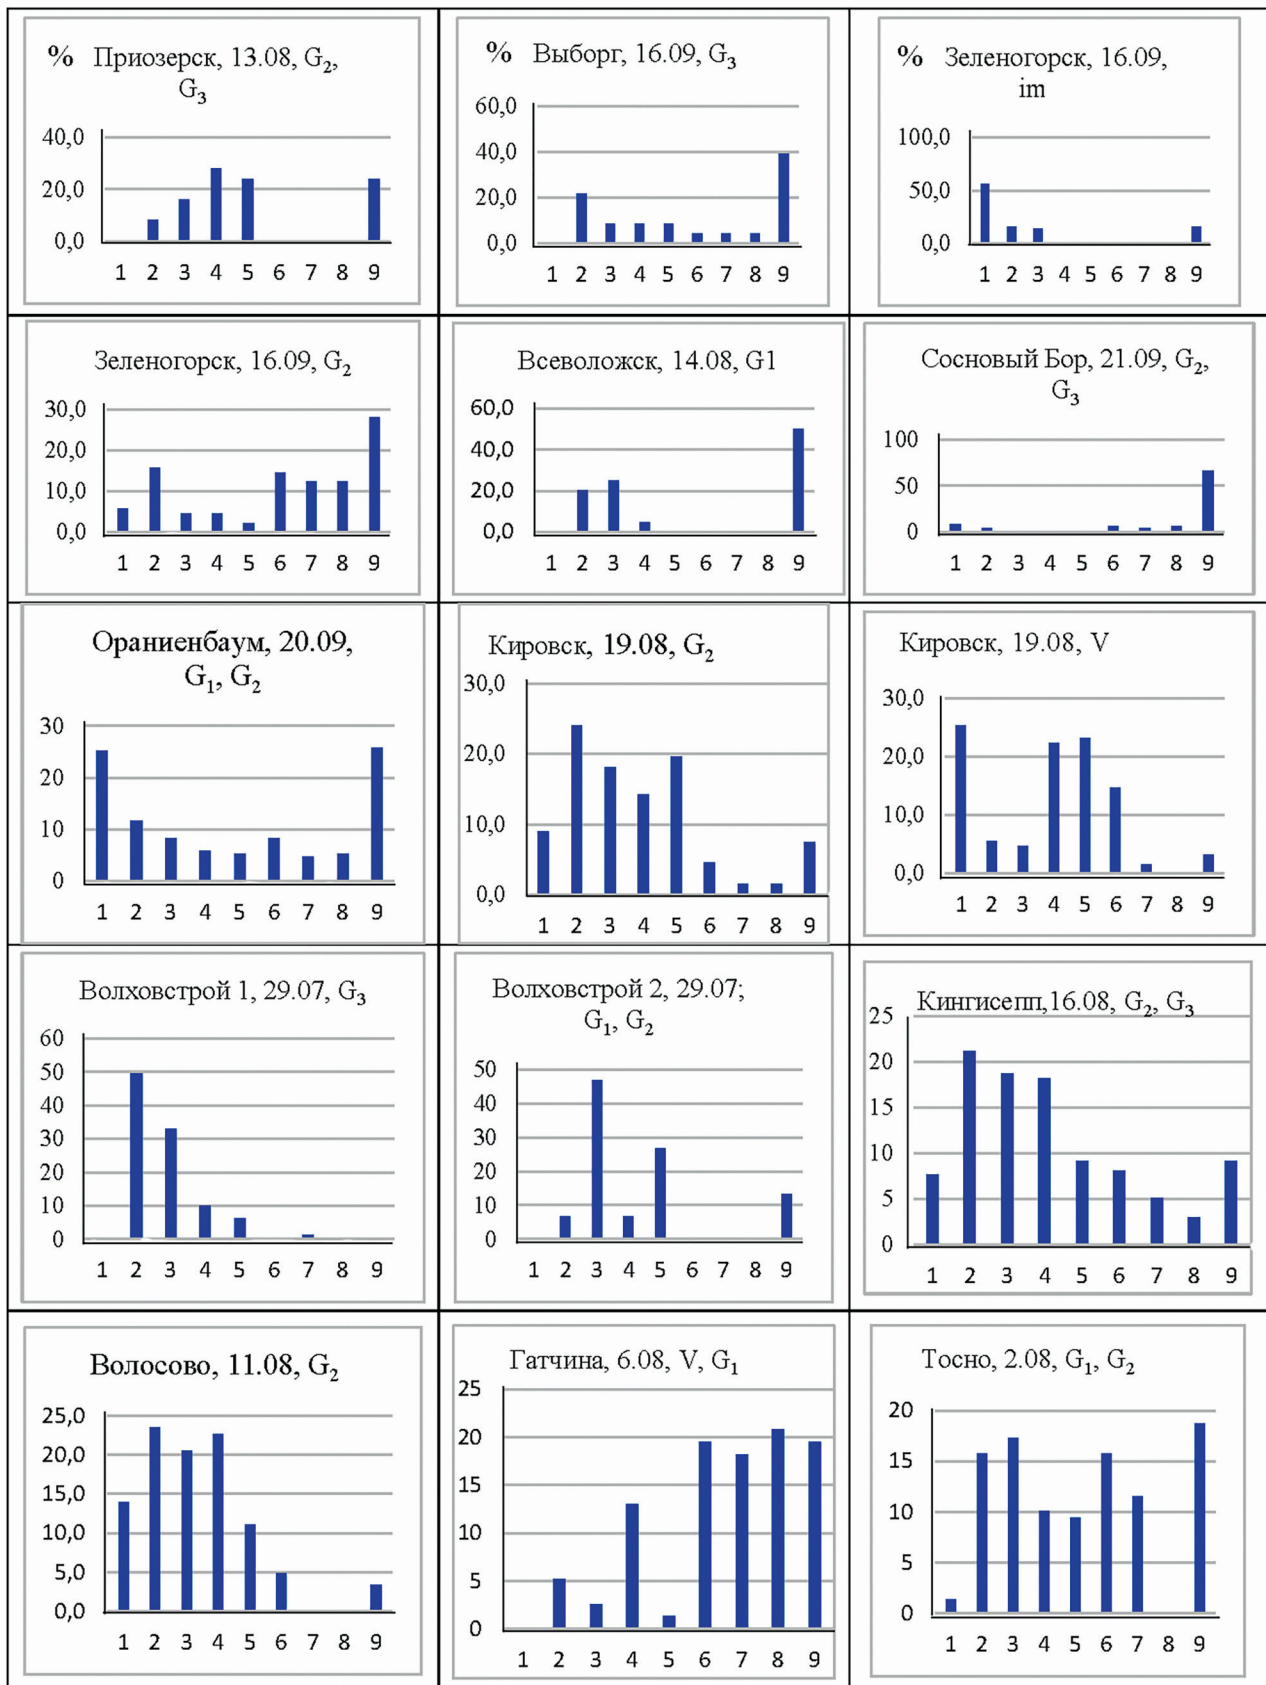 % Приозерск, 13.08, G2,
G3
40,0
20,0
0,0
1 2 3 4 5 6 7 8 9
% Выборг, 16.09, G3
60,0
40,0
20,0
0,0
1 2 3 4 5 6 7 8 9
% Зеленогорск, 16.09,
im
100,0
50,0
0,0
1 2 3 4 5 6 7 8 9
Зеленогорск, 16.09, G2
30,0
20,0
10,0
0,0
1 2 3 4 5 6 7 8 9
Всеволожск, 14.08, G1
60,0
40,0
20,0
0,0
1 2 3 4 5 6 7 8 9
Сосновый Бор, 21.09, G2,
G3
100
50
0
1 2 3 4 5 6 7 8 9
Ораниенбаум, 20.09,
G1, G2
30
20
10
0
1 2 3 4 5 6 7 8 9
Кировск, 19.08, G2
30,0
20,0
10,0
0,0
1 2 3 4 5 6 7 8 9
Кировск, 19.08, V
30,0
20,0
10,0
0,0
1 2 3 4 5 6 7 8 9
Волховстрой 1, 29.07, G3
60
50
40
30
20
10
0
1 2 3 4 5 6 7 8 9
Волховстрой 2, 29.07;
G1, G2
50
40
30
20
10
0
1 2 3 4 5 6 7 8 9
Кингисепп,16.08, G2, G3
25
20
15
10
5
0
1 2 3 4 5 6 7 8 9
Волосово, 11.08, G2
25,0
20,0
15,0
10,0
5,0
0,0
1 2 3 4 5 6 7 8 9
Гатчина, 6.08, V, G1
25
20
15
10
5
0
1 2 3 4 5 6 7 8 9
Тосно, 2.08, G1, G2
20
15
10
5
0
1 2 3 4 5 6 7 8 9